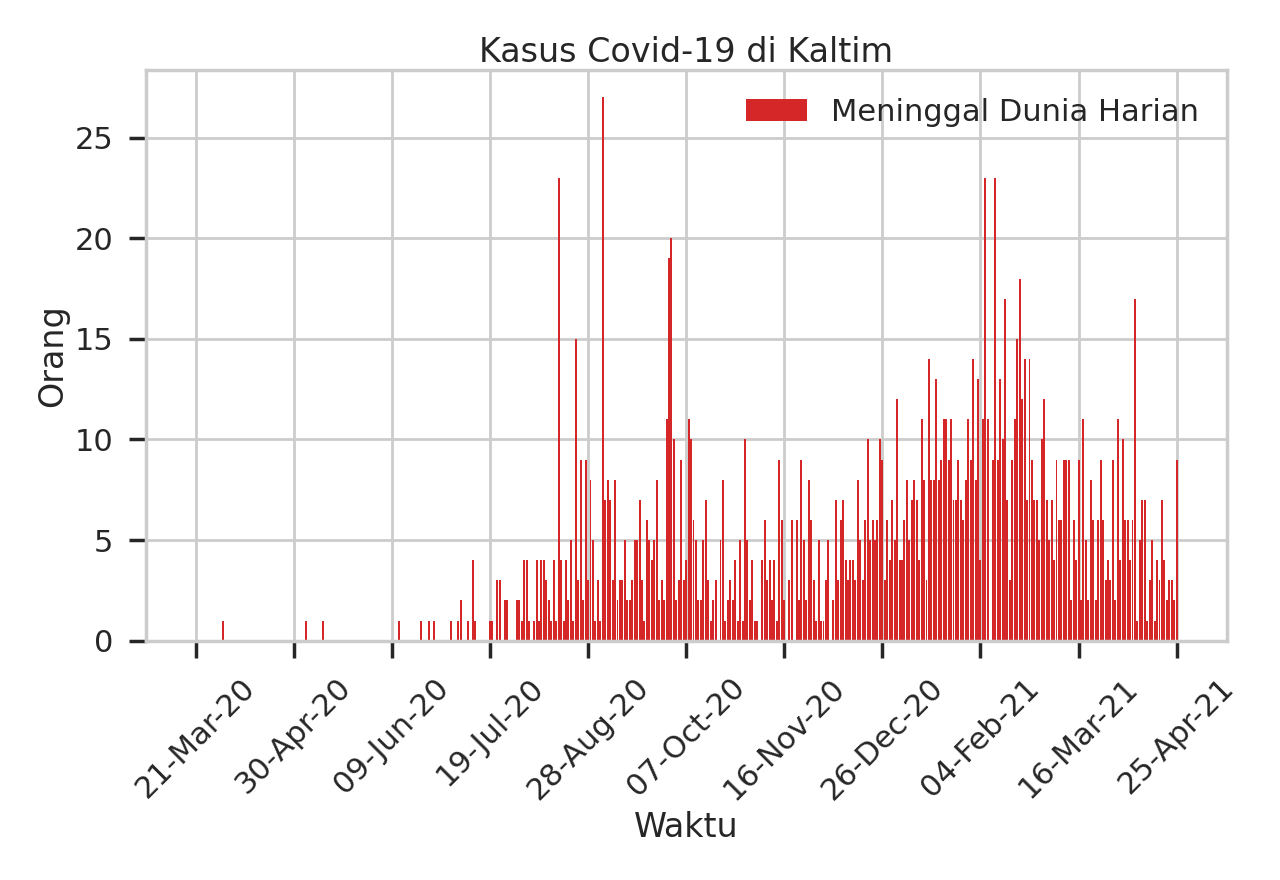 Kasus Covid-19 di Kaltim
Meninggal Dunia Harian
Orang
25
20
15
10
5
0
21-Mar-20
30-Apr-20
09-Jun-20
19-Jul-20
28-Aug-20
07-Oct-20
16-Nov-20
26-Dec-20
04-Feb-21
16-Mar-21
25-Apr-21
Waktu